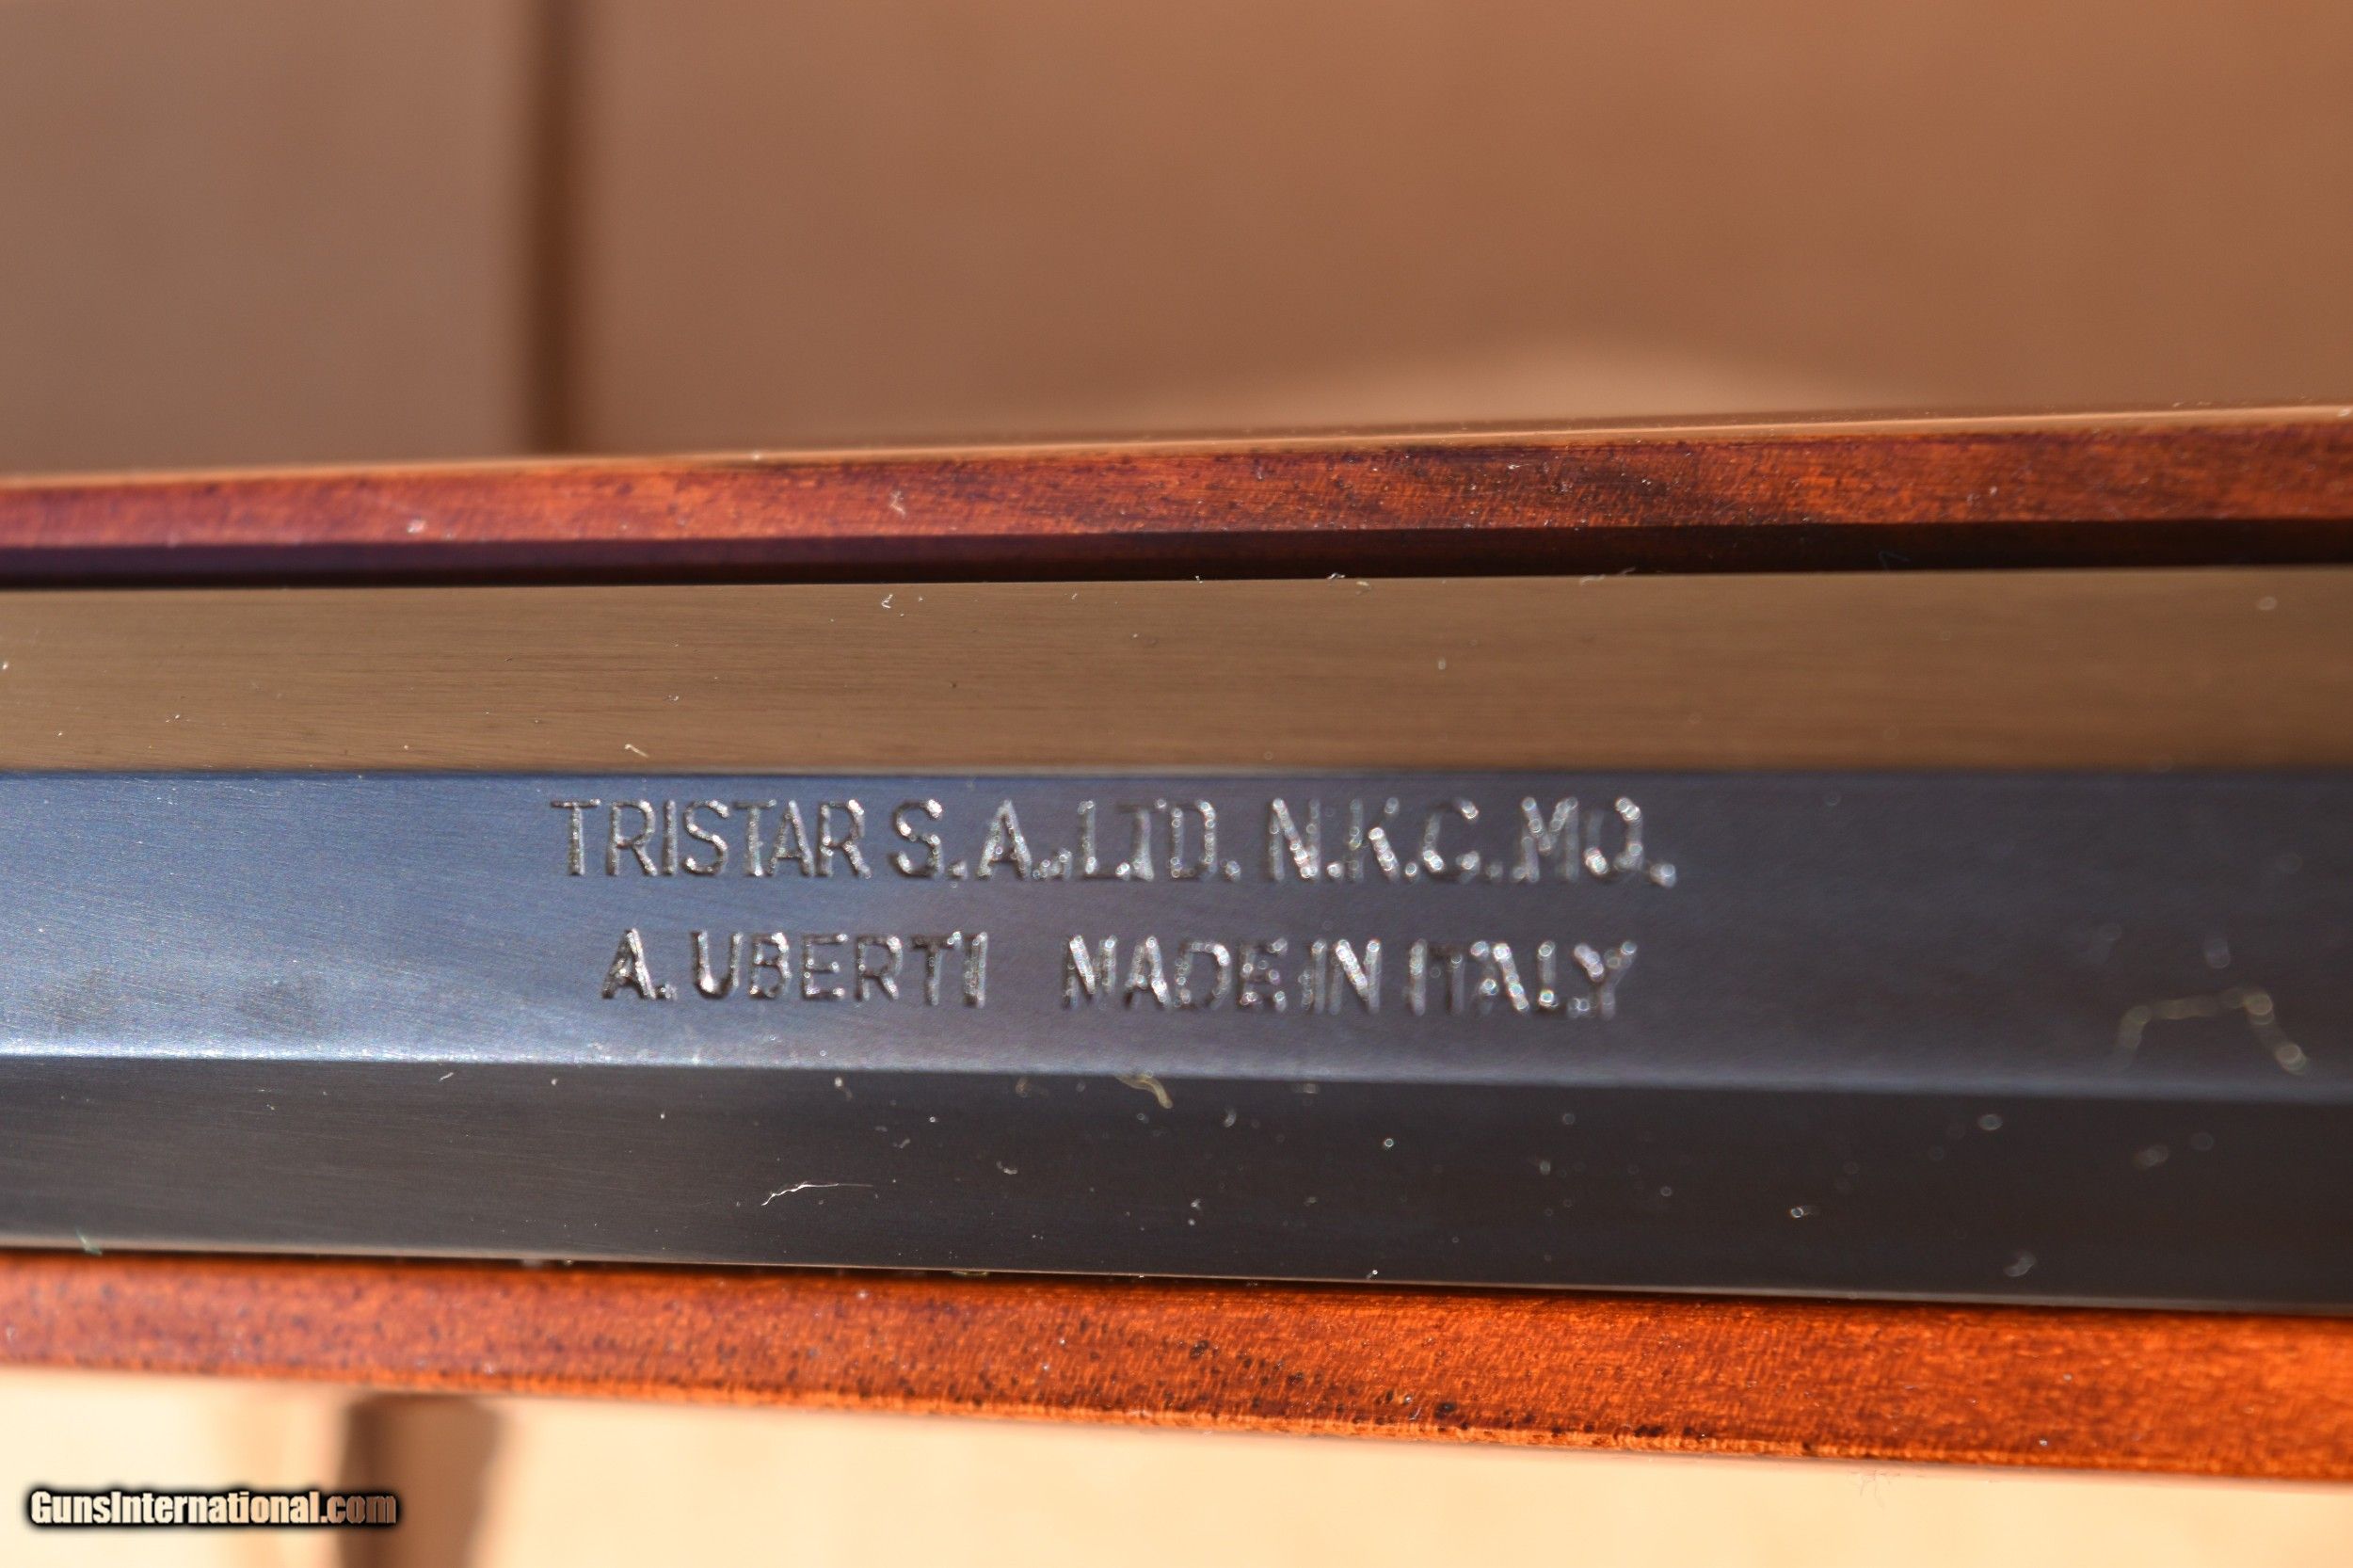 TRISTAR S.A.,LTD. N.K.C.MO.,
A. UBERTI MADE IN ITALY
GunsInternational.com